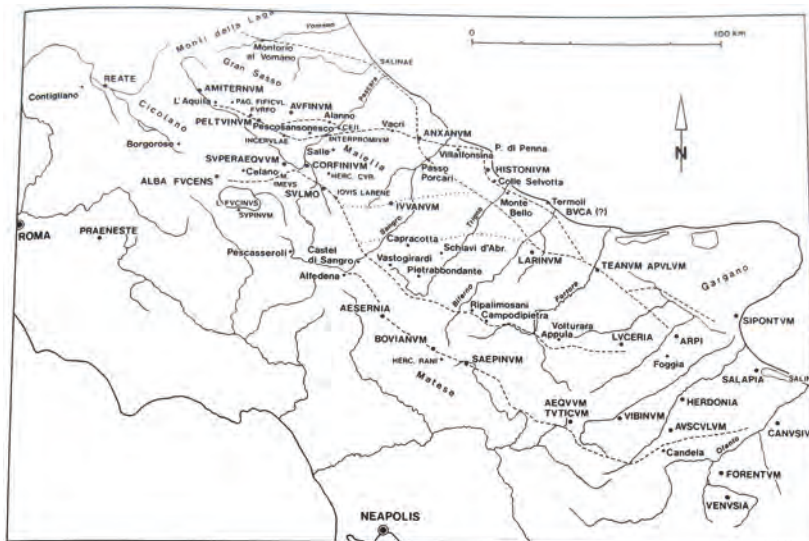 Monti della Laga
Vomano
Montorio
al Vomano
0 100 km
SALINAE
REATE
Gran Sasso
Contigliano
Cicolano
AMITERNVM
Pescara
L'Aquila
PAG. FIFICVL.
FVRFO
AVFINVM
PELTVINVM
Alanno
Pescosansonesco
CEII
Vacri
ANXANVM
INCERVLAE
INTERPROMIVM
P. di Penna
Borgorose
Salle
Maiella
Villalfonsina
SVPERAEQVVM
CORFINIVM
HISTONIVM
N
Celano
HERC. CVR.
Passo
Porcari
Colle Selvotta
ALBA FVCENS
IOVIS LARENE
SVLMO
Monte
Bello
Termoli
BVCA (?)
L. FVCINVS
IVVANVM
SVPINVM
ROMA
PRAENESTE
Sangro
Trigno
Capracotta
Schiavi d'Abr.
Gargano
Pescasseroli
Castel
di Sangro
Vastogirardi
LARINVM
Pietrabbondante
TEANVM APVLVM
Alfedena
Biferno
Fortore
AESERNIA
Ripalimosani
Campodipietra
SIPONTVM
Volturara
Appula
LVCERIA
ARPI
BOVIANVM
HERC. RANI
SAEPINVM
Foggia
Matese
SALAPIA
AEQVVM
TVTICVM
VIBINVM
HERDONIA
AVSCVLVM
Ofanto
Candela
FORENTVM
VENVSIA
NEAPOLIS